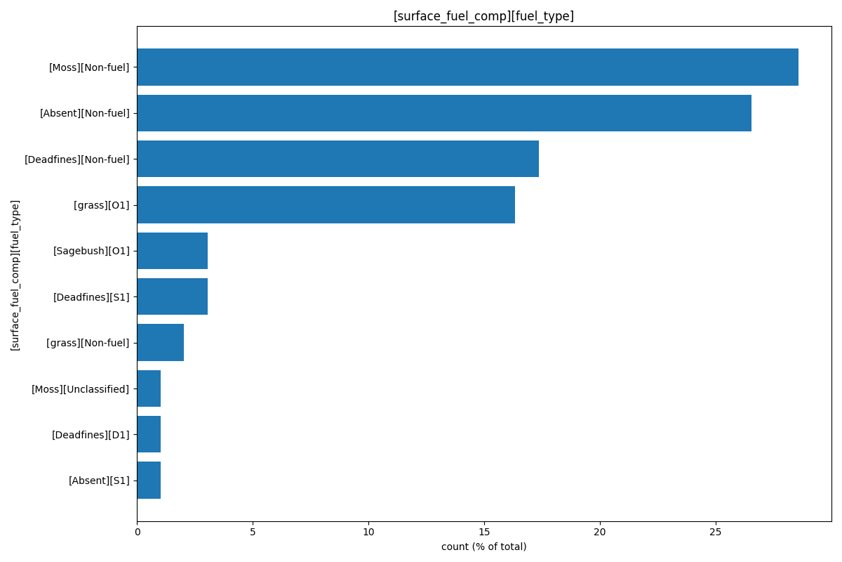 [surface_fuel_comp][fuel_type]
[surface_fuel_comp][fuel_type]
[Moss][Non-fuel]
[Absent][Non-fuel]
[Deadfines][Non-fuel]
[grass][O1]
[Sagebush][O1]
[Deadfines][S1]
[grass][Non-fuel]
[Moss][Unclassified]
[Deadfines][D1]
[Absent][S1]
0 5 10 15 20 25
count (% of total)